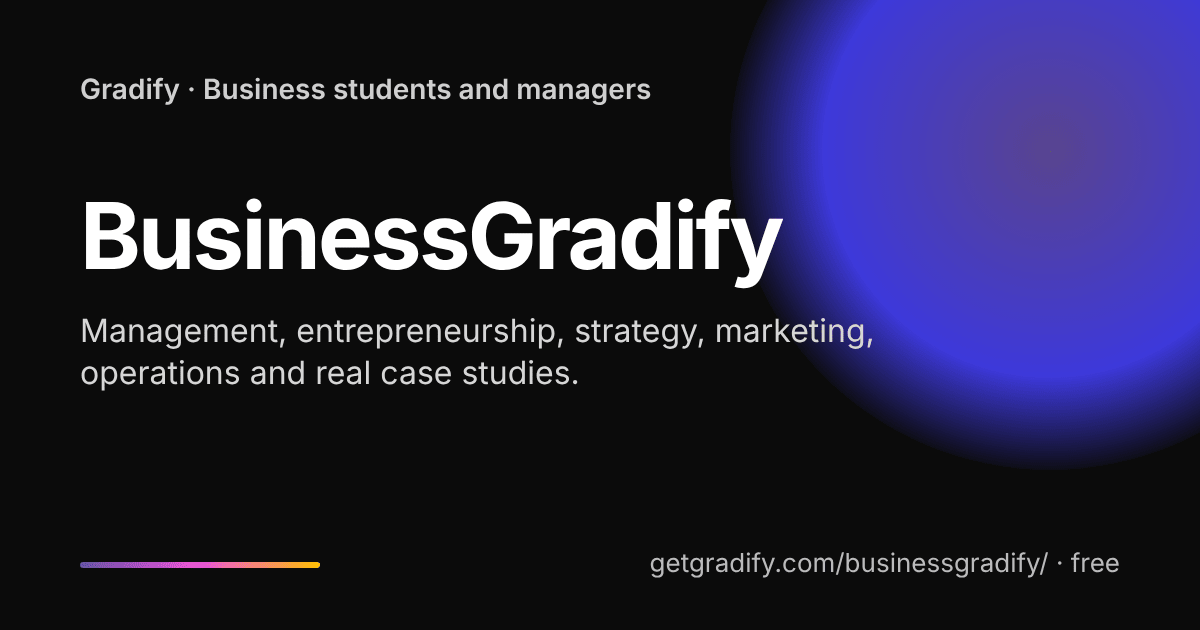 Gradify · Business students and managers
BusinessGradify
Management, entrepreneurship, strategy, marketing,
operations and real case studies.
getgradify.com/businessgradify/ · free